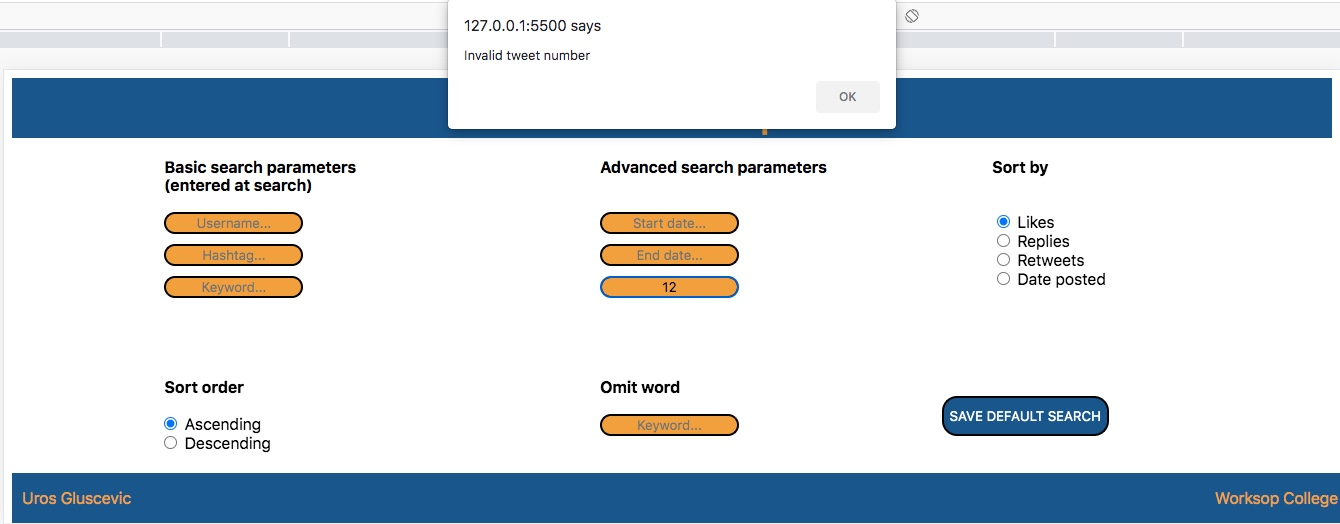 127.0.0.1:5500 says
Invalid tweet number
OK
Basic search parameters
(entered at search)
Username...
Hashtag...
Keyword...
Advanced search parameters
Start date...
End date...
12
Sort by
Likes
Replies
Retweets
Date posted
Sort order
Ascending
Descending
Omit word
Keyword...
SAVE DEFAULT SEARCH
Uros Gluscevic
Worksop College